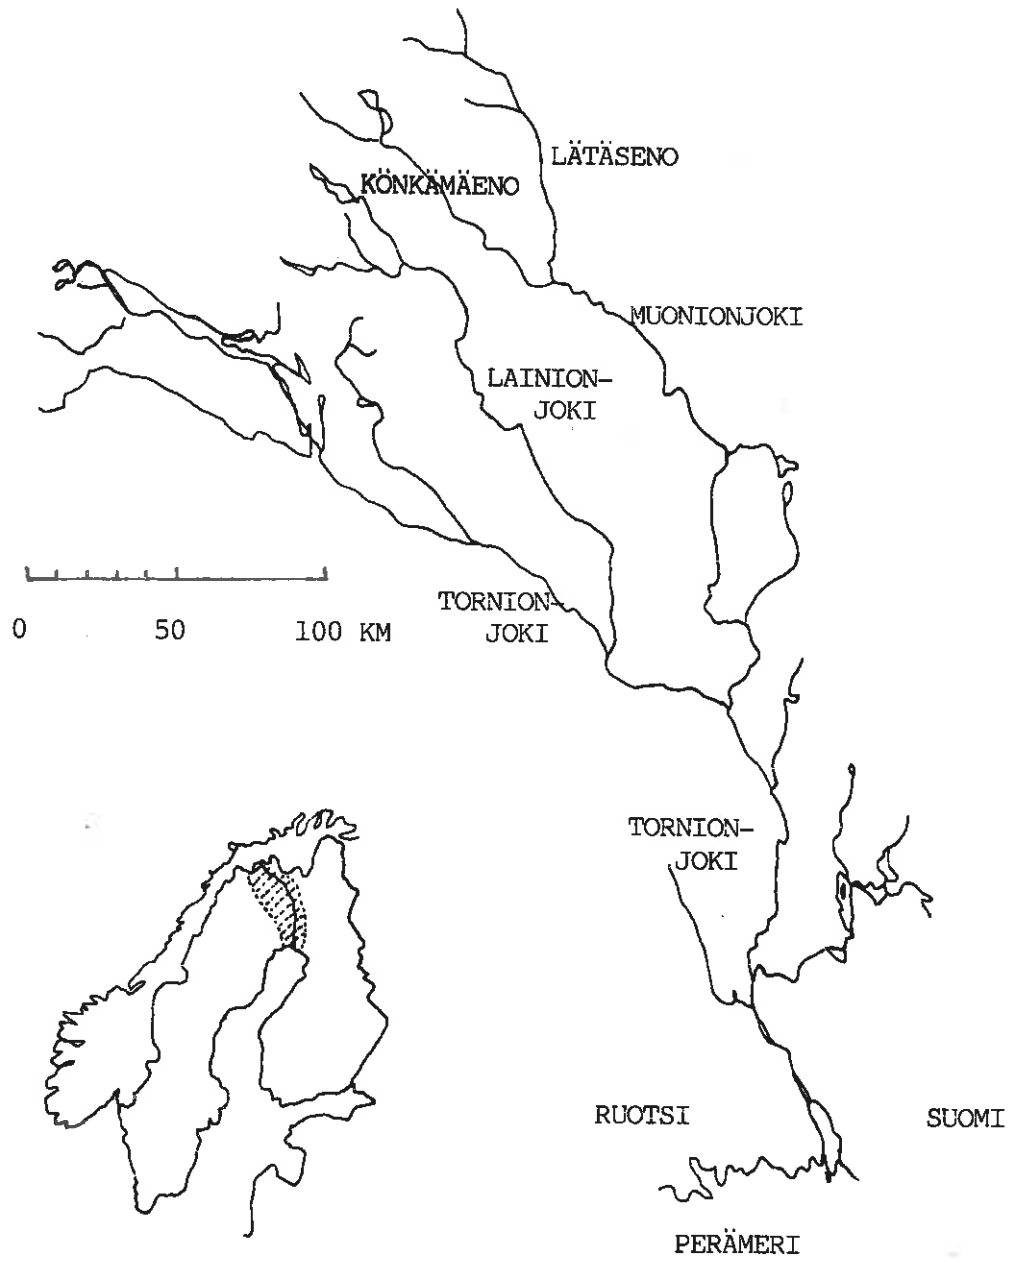 LÄTÄSENO
KÖNKÄMÄENO
MUONIONJOKI
LAINION-
JOKI
TORNION-
JOKI
0 50 100 KM
TORNION-
JOKI
RUOTSI
SUOMI
PERÄMERI